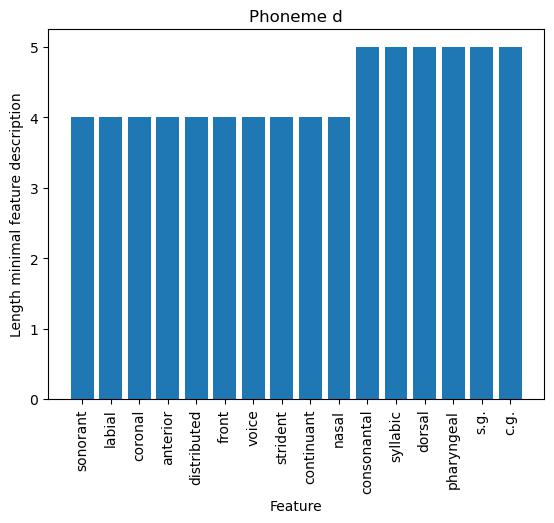 Phoneme d
Length minimal feature description
5
4
3
2
1
0
sonorant
labial
coronal
anterior
distributed
front
voice
strident
continuant
nasal
consonantal
syllabic
dorsal
pharyngeal
s.g.
c.g.
Feature